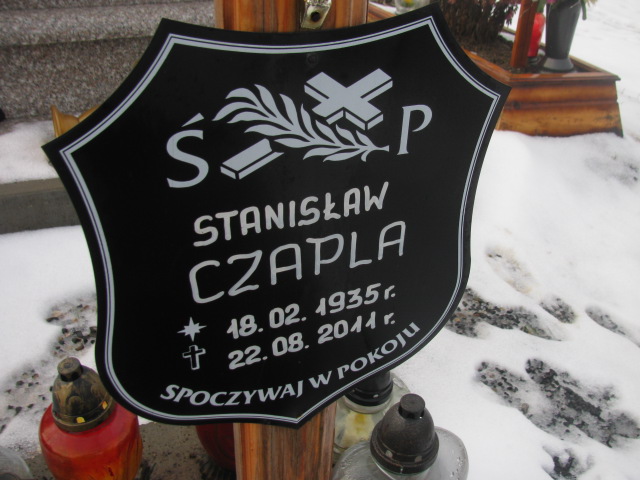 Ś P
STANISŁAW
CZAPLA
18.02.1935 r.
22.08.2011 r.
SPOCZYWAJ W POKOJU